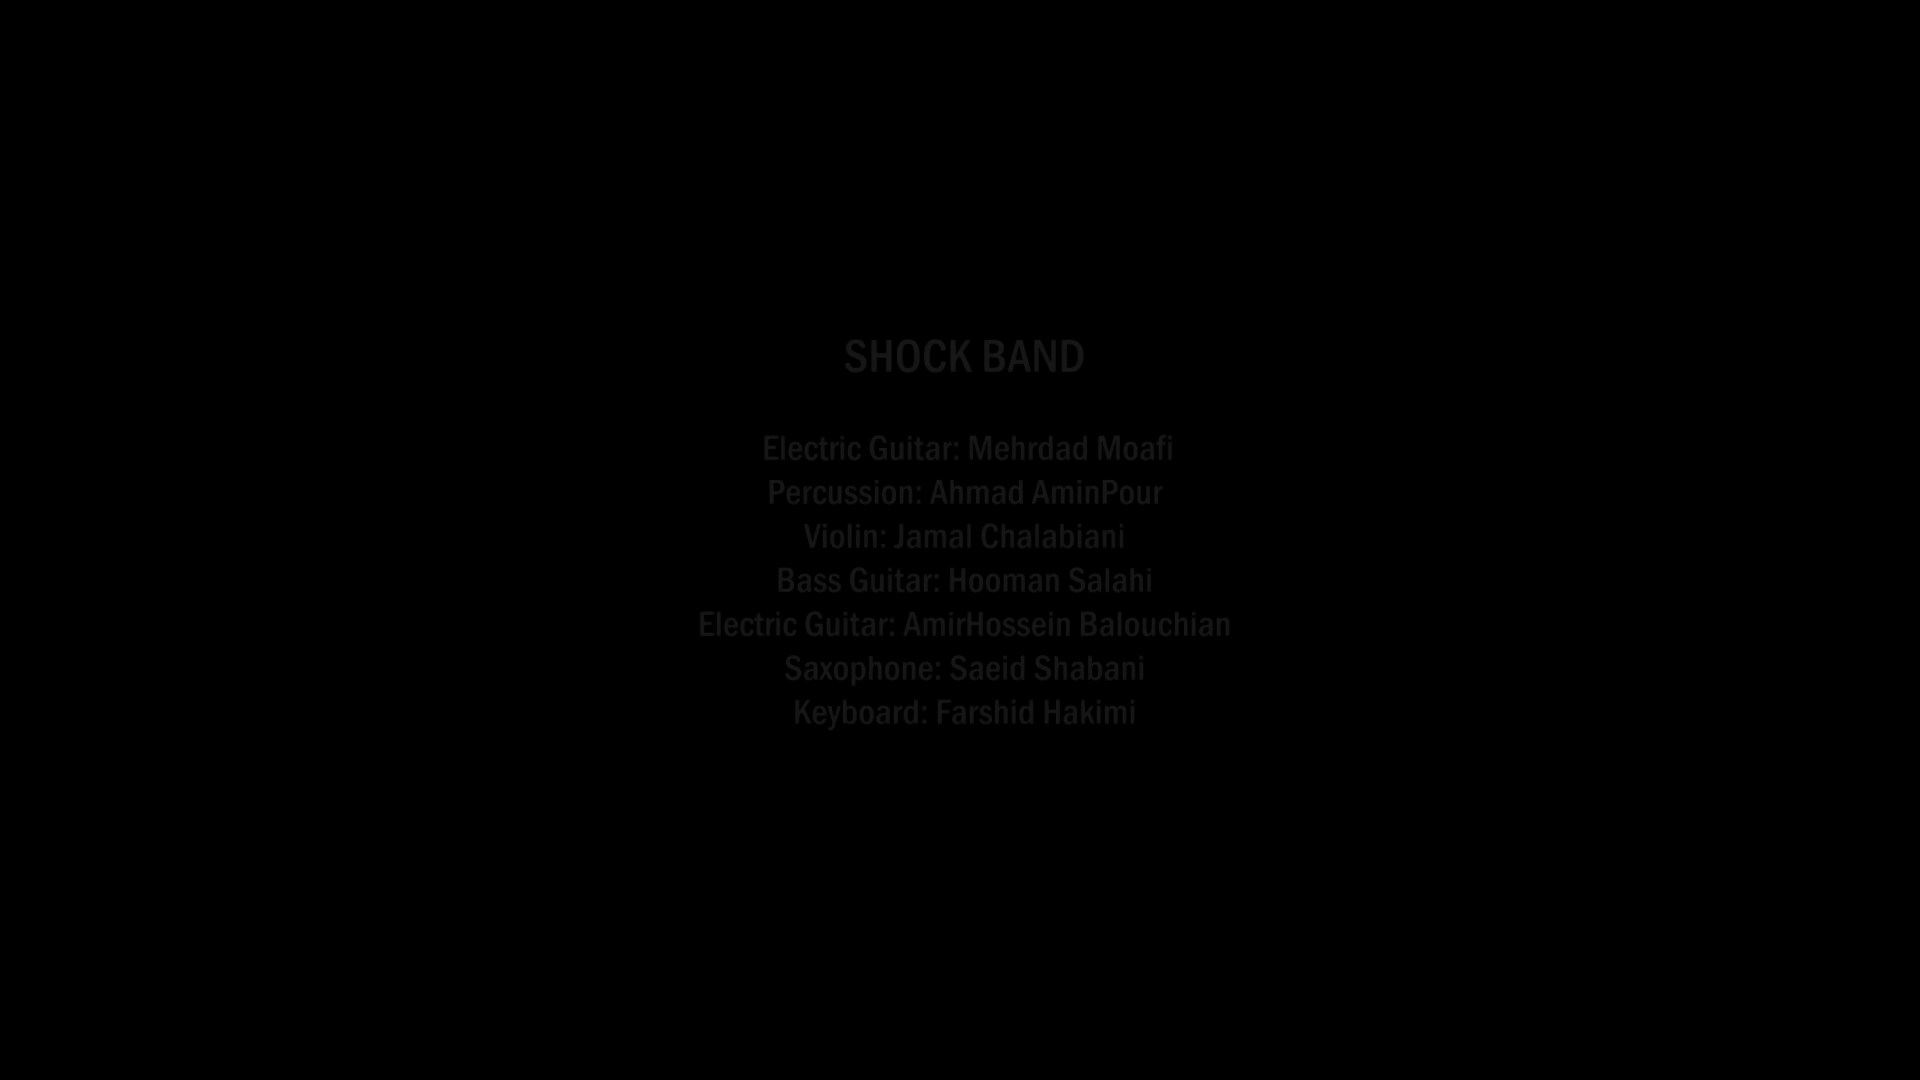 SHOCK BAND
Electric Guitar: Mehrdad Moafi
Percussion: Ahmad AminPour
Violin: Jamal Chalabiani
Bass Guitar: Hooman Salahi
Electric Guitar: AmirHossein Balouchian
Saxophone: Saeid Shabani
Keyboard: Farshid Hakimi